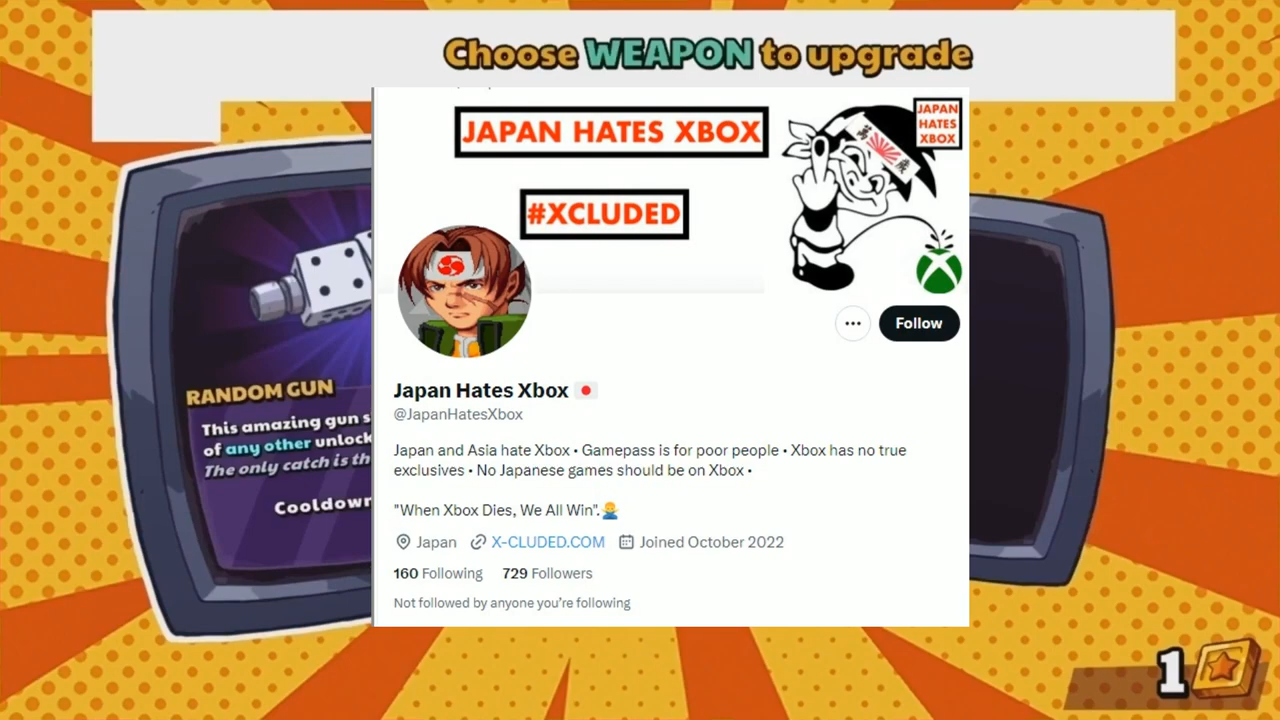 Choose WEAPON to upgrade
JAPAN HATES XBOX
JAPAN
HATES
XBOX
#XCLUDED
Follow
Japan Hates Xbox
@JapanHatesXbox
Japan and Asia hate Xbox • Gamepass is for poor people • Xbox has no true
exclusives • No Japanese games should be on Xbox •
"When Xbox Dies, We All Win".
Japan X-CLUDED.COM Joined October 2022
160 Following 729 Followers
Not followed by anyone you're following
RANDOM GUN
This amazing gun s
of any other unlock
The only catch is th
Cooldown
1